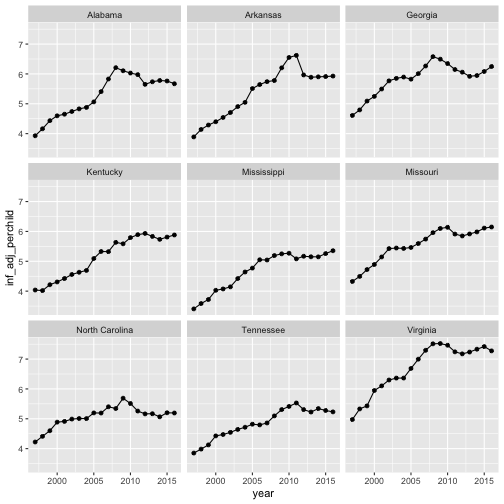 Alabama Arkansas Georgia
7
6
5
4
Kentucky Mississippi Missouri
7
6
5
4
inf_adj_perchild
North Carolina Tennessee Virginia
7
6
5
4
2000 2005 2010 2015 2000 2005 2010 2015 2000 2005 2010 2015
year